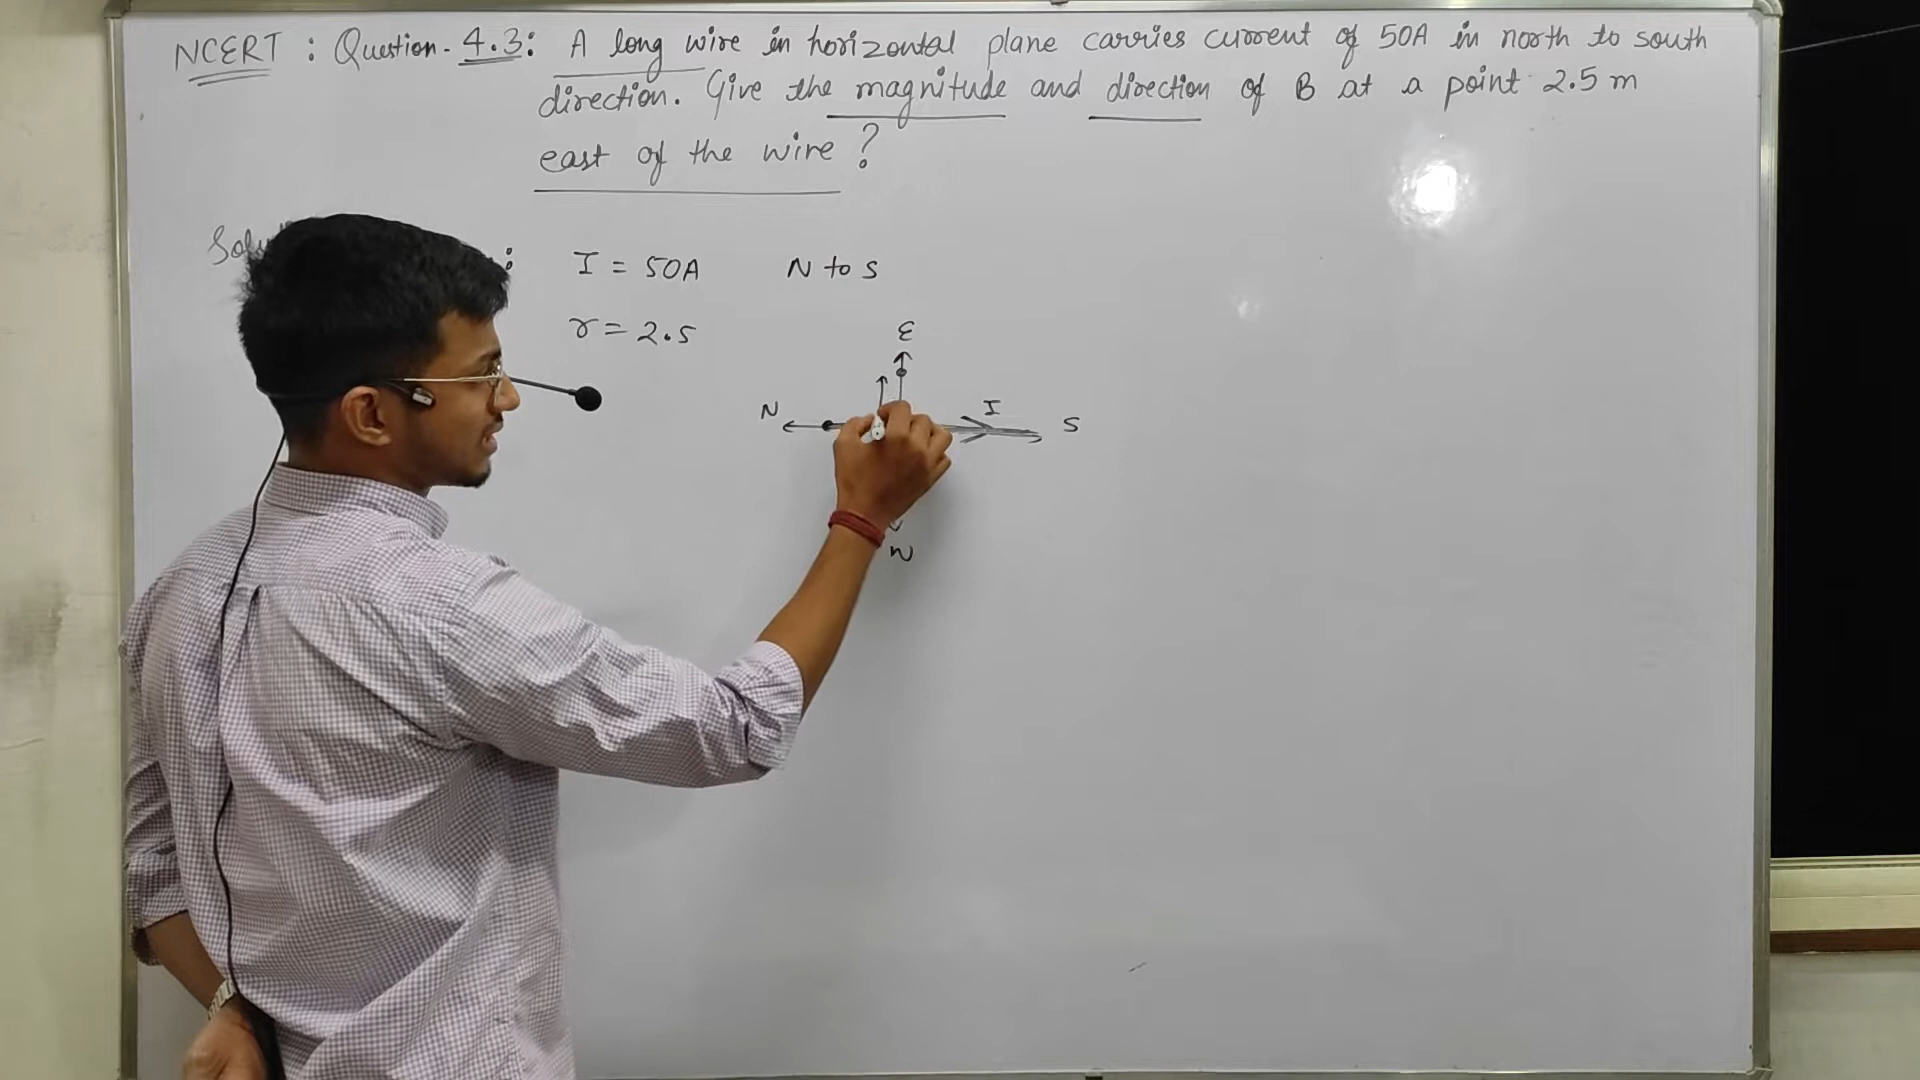 NCERT : Question - 4.3 : A long wire in horizontal plane carries current of 50A in north to south
direction. Give the magnitude and direction of B at a point 2.5 m
east of the wire ?
I = 50A N to S
r = 2.5
E
N I S
W